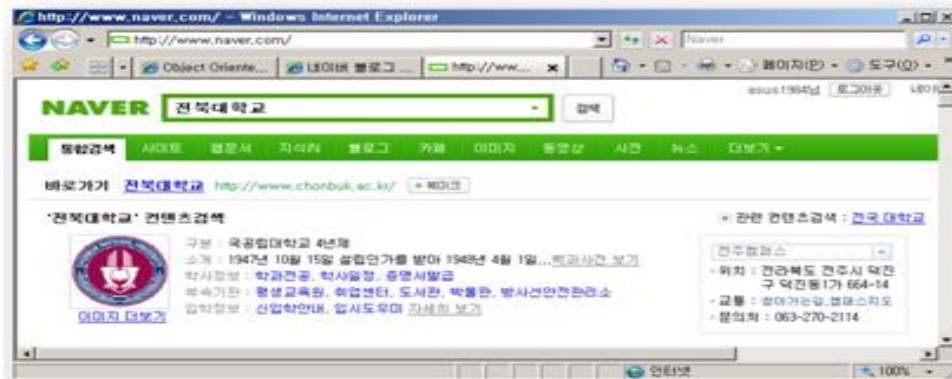 http://www.naver.com/ - Windows Internet Explorer
http://www.naver.com/ Naver
Object Oriente... 네이버 블로그 ... http://ww... 페이지(P) 도구(O)
로그아웃
NAVER 전북대학교 검색
통합검색 사이트 웹문서 지식iN 블로그 카페 이미지 동영상 사전 뉴스 더보기
바로가기 전북대학교 http://www.chonbuk.ac.kr/ +북마크
'전북대학교' 컨텐츠검색 관련 컨텐츠검색 : 전국 대학교
구분 : 국공립대학교 4년제
소개 : 1947년 10월 15일 설립인가를 받아 1948년 4월 1일,...백과사전 보기
학사정보 : 학과전공, 학사일정, 증명서발급
부속기관 : 평생교육원, 취업센터, 도서관, 박물관, 방사선안전관리소
입학정보 : 신입학안내, 입시도우미 자세히 보기
이미지 더보기
전주캠퍼스
위치 : 전라북도 전주시 덕진
구 덕진동1가 664-14
교통 : 찾아가는길,캠퍼스지도
문의처 : 063-270-2114
인터넷 100%